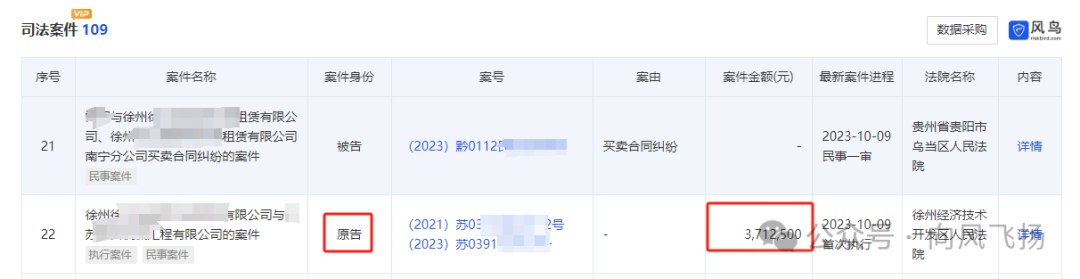 VIP
司法案件 109
数据采购
风鸟
riskbird.com
序号
案件名称
案件身份
案号
案由
案件金额(元)
最新案件进程
法院名称
内容
21
与徐州 租赁有限公
司、徐州 租赁有限公司
南宁分公司买卖合同纠纷的案件
民事案件
被告
(2023)黔0112
买卖合同纠纷
-
2023-10-09
民事一审
贵州省贵阳市
乌当区人民法
院
详情
22
徐州 有限公司与
苏 工程有限公司的案件
执行案件 民事案件
原告
(2021)苏03 2号
(2023)苏0391
-
3,712,500
2023-10-09
首次执行
徐州经济技术
开发区人民法
院
详情
公众号 · 向风飞扬